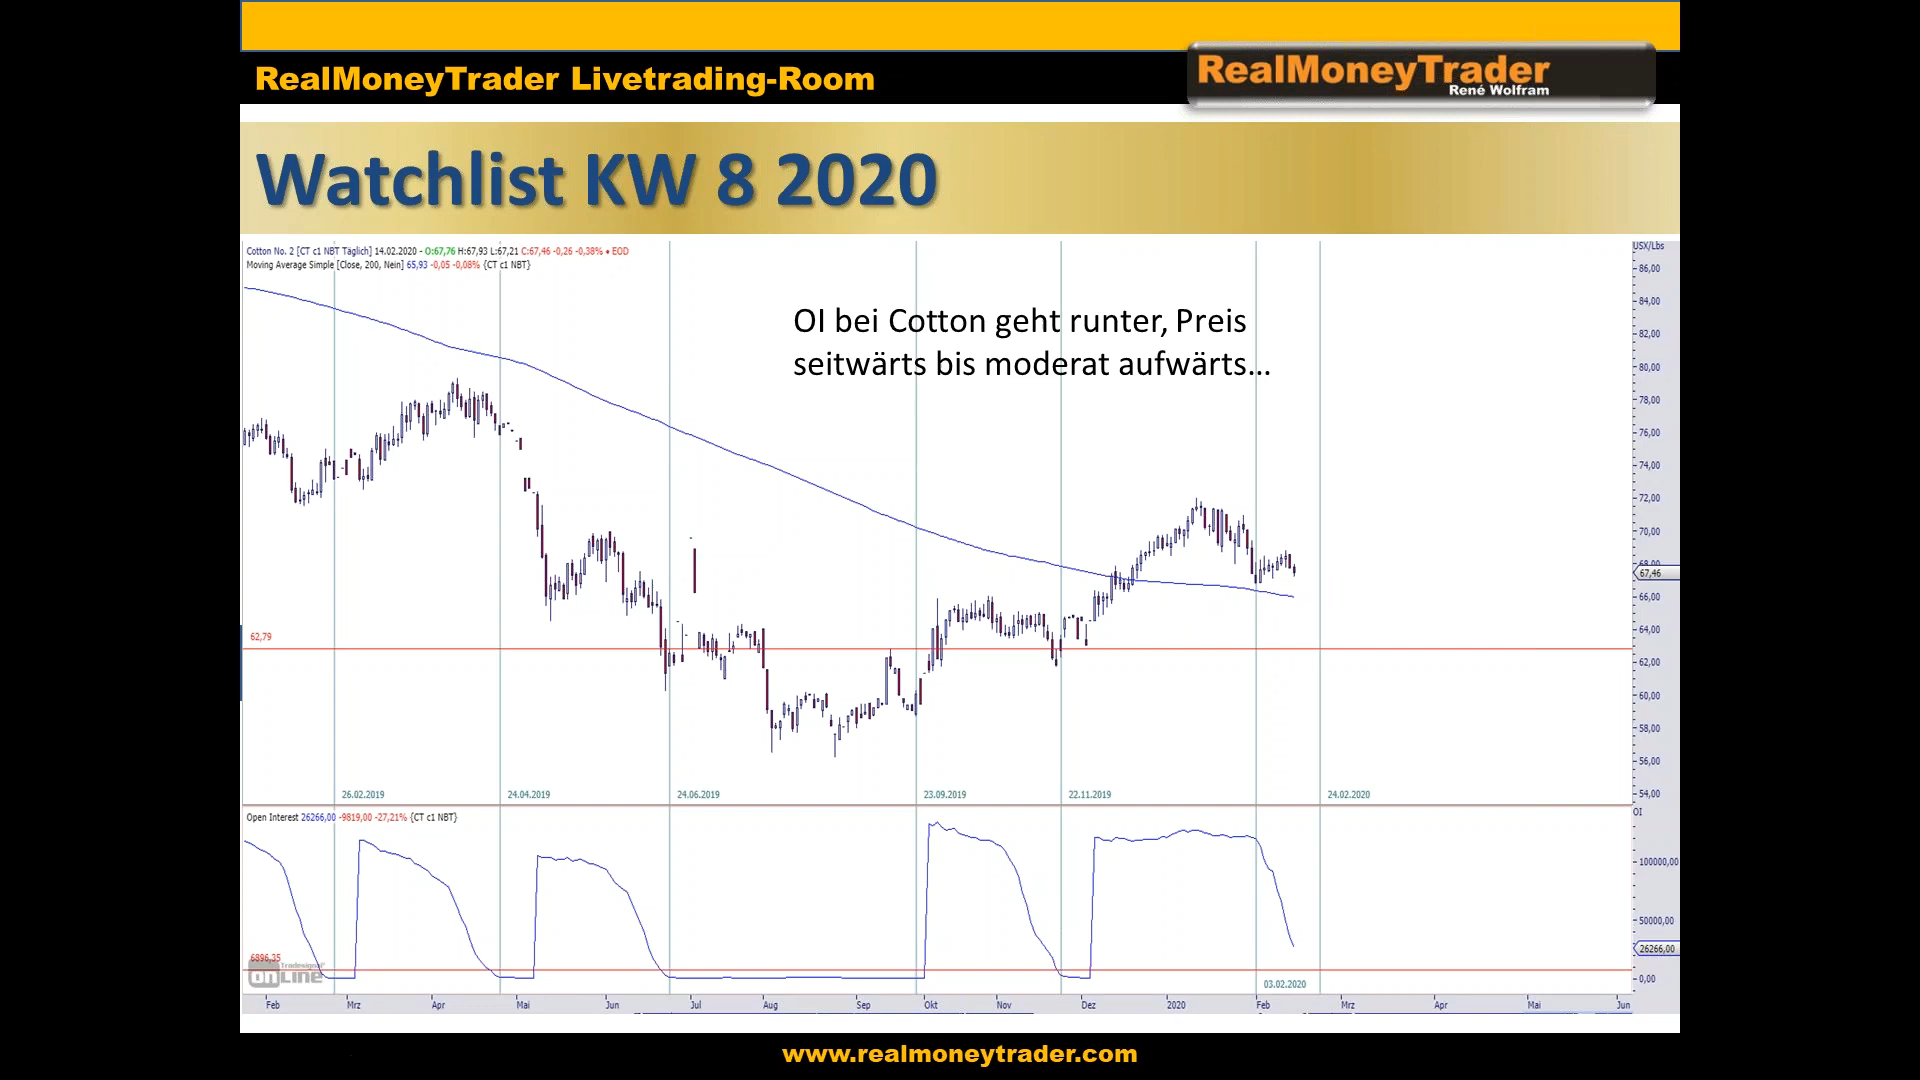 RealMoneyTrader Livetrading-Room
RealMoneyTrader
René Wolfram
Watchlist KW 8 2020
Cotton No. 2 [CT c1 NBT Täglich] 14.02.2020 - O:67,76 H:67,93 L:67,21 C:67,46 -0,26 -0,38% • EOD
Moving Average Simple [Close, 200, Nein] 65,93 -0,05 -0,08% {CT c1 NBT}
USX/Lbs
OI bei Cotton geht runter, Preis
seitwärts bis moderat aufwärts...
86,00
84,00
82,00
80,00
78,00
76,00
74,00
72,00
70,00
68,00
67,46
66,00
64,00
62,00
60,00
58,00
56,00
54,00
62,79
26.02.2019 24.04.2019 24.06.2019 23.09.2019 22.11.2019 24.02.2020
Open Interest 26266,00 -9819,00 -27,21% {CT c1 NBT}
OI
100000,00
50000,00
26266,00
0,00
6896,35
Tradesignal
onLine
03.02.2020
Feb Mrz Apr Mai Jun Jul Aug Sep Okt Nov Dez 2020 Feb Mrz Apr Mai Jun
www.realmoneytrader.com